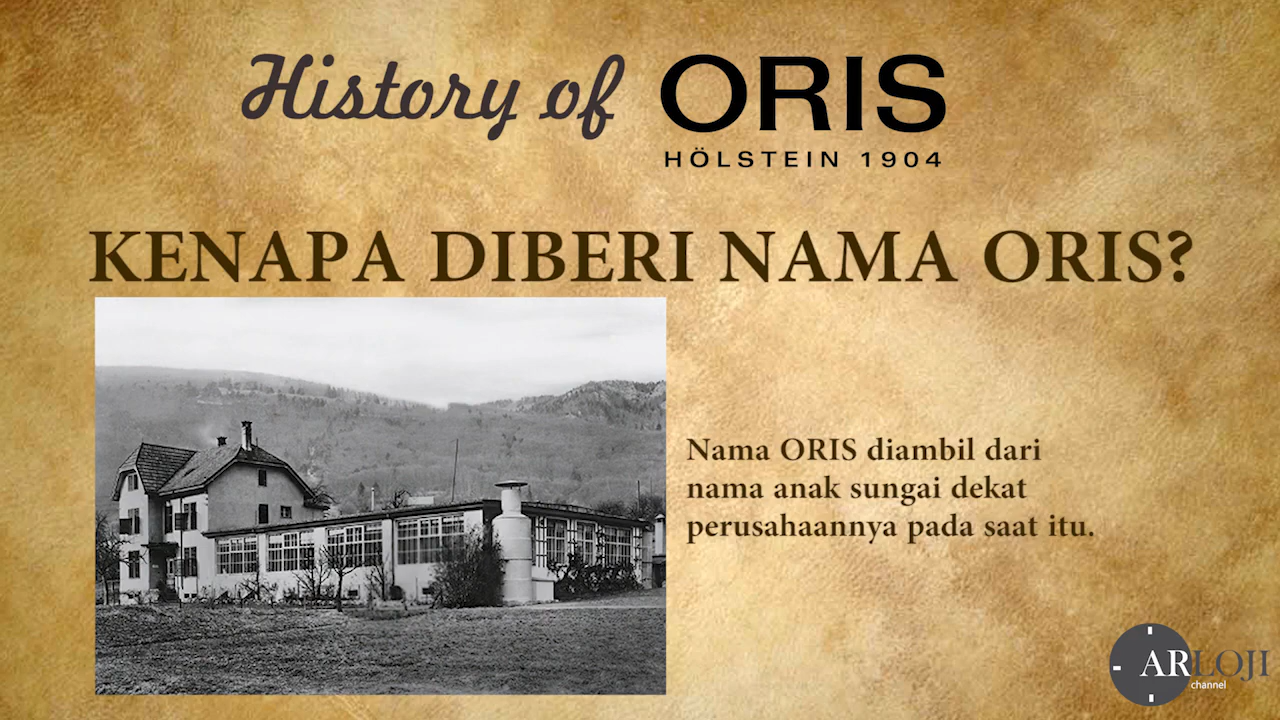 History of ORIS
HÖLSTEIN 1904
KENAPA DIBERI NAMA ORIS?
Nama ORIS diambil dari
nama anak sungai dekat
perusahaannya pada saat itu.
ARLOJI
channel